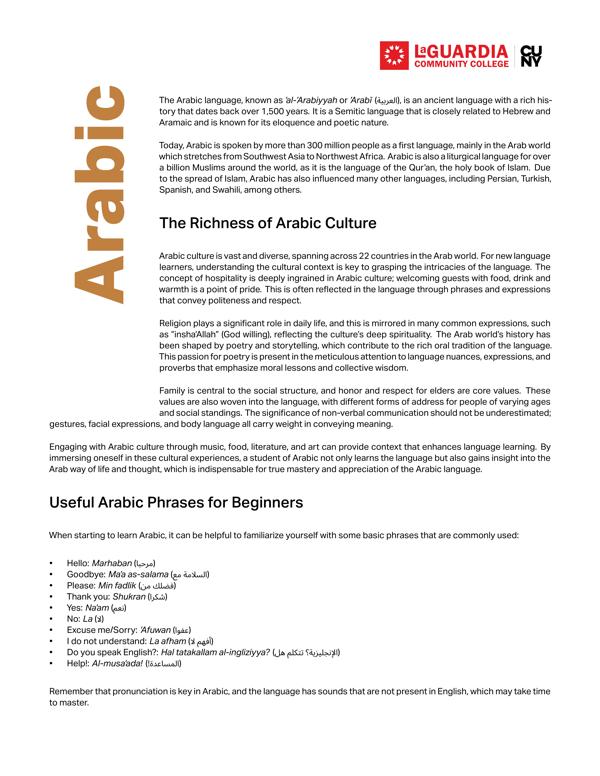 LaGUARDIA
COMMUNITY COLLEGE
CU
NY
Arabic
The Arabic language, known as 'al-'Arabiyyah or 'Arabī (العربية), is an ancient language with a rich his-
tory that dates back over 1,500 years. It is a Semitic language that is closely related to Hebrew and
Aramaic and is known for its eloquence and poetic nature.
Today, Arabic is spoken by more than 300 million people as a first language, mainly in the Arab world
which stretches from Southwest Asia to Northwest Africa. Arabic is also a liturgical language for over
a billion Muslims around the world, as it is the language of the Qur'an, the holy book of Islam. Due
to the spread of Islam, Arabic has also influenced many other languages, including Persian, Turkish,
Spanish, and Swahili, among others.
The Richness of Arabic Culture
Arabic culture is vast and diverse, spanning across 22 countries in the Arab world. For new language
learners, understanding the cultural context is key to grasping the intricacies of the language. The
concept of hospitality is deeply ingrained in Arabic culture; welcoming guests with food, drink and
warmth is a point of pride. This is often reflected in the language through phrases and expressions
that convey politeness and respect.
Religion plays a significant role in daily life, and this is mirrored in many common expressions, such
as "insha'Allah" (God willing), reflecting the culture's deep spirituality. The Arab world's history has
been shaped by poetry and storytelling, which contribute to the rich oral tradition of the language.
This passion for poetry is present in the meticulous attention to language nuances, expressions, and
proverbs that emphasize moral lessons and collective wisdom.
Family is central to the social structure, and honor and respect for elders are core values. These
values are also woven into the language, with different forms of address for people of varying ages
and social standings. The significance of non-verbal communication should not be underestimated;
gestures, facial expressions, and body language all carry weight in conveying meaning.
Engaging with Arabic culture through music, food, literature, and art can provide context that enhances language learning. By
immersing oneself in these cultural experiences, a student of Arabic not only learns the language but also gains insight into the
Arab way of life and thought, which is indispensable for true mastery and appreciation of the Arabic language.
Useful Arabic Phrases for Beginners
When starting to learn Arabic, it can be helpful to familiarize yourself with some basic phrases that are commonly used:
• Hello: Marhaban (مرحبا)
• Goodbye: Ma'a as-salama (السلامة مع)
• Please: Min fadlik (فضلك من)
• Thank you: Shukran (شكرا)
• Yes: Na'am (نعم)
• No: La (لا)
• Excuse me/Sorry: 'Afuwan (عفوا)
• I do not understand: La afham (أفهم لا)
• Do you speak English?: Hal tatakallam al-ingliziyya? (الإنجليزية؟ تتكلم هل)
• Help!: Al-musa'ada! (المساعدة!)
Remember that pronunciation is key in Arabic, and the language has sounds that are not present in English, which may take time
to master.